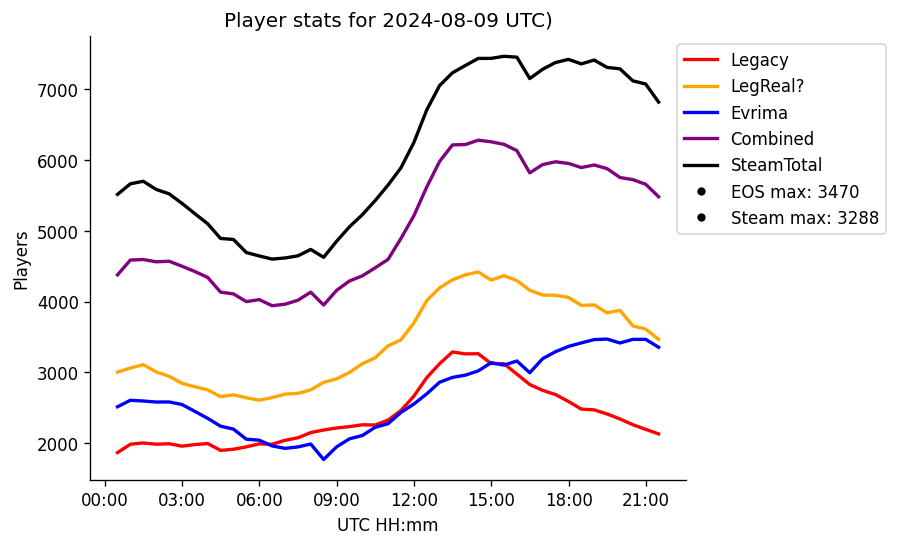 Player stats for 2024-08-09 UTC)
Legacy
LegReal?
Evrima
Combined
SteamTotal
EOS max: 3470
Steam max: 3288
Players
7000
6000
5000
4000
3000
2000
00:00 03:00 06:00 09:00 12:00 15:00 18:00 21:00
UTC HH:mm